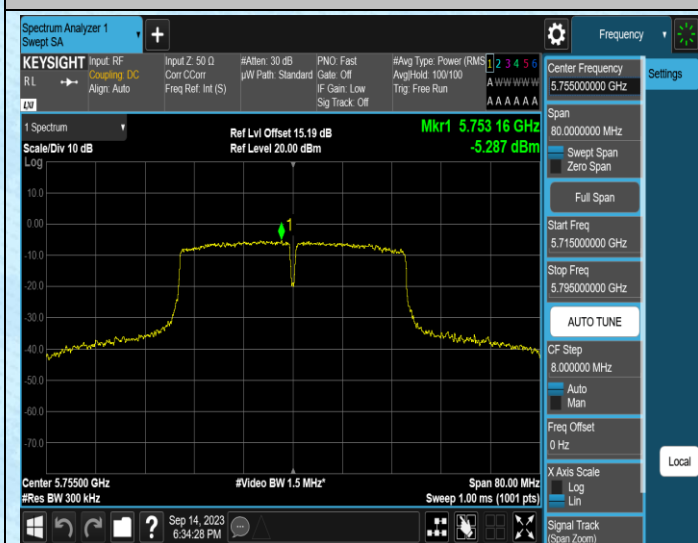 Spectrum Analyzer 1
Swept SA
+
Frequency
KEYSIGHT
RL
LXI
Input: RF
Coupling: DC
Align: Auto
Input Z: 50 Ω
Corr CCorr
Freq Ref: Int (S)
#Atten: 30 dB
µW Path: Standard
PNO: Fast
Gate: Off
IF Gain: Low
Sig Track: Off
#Avg Type: Power (RMS
Avg|Hold: 100/100
Trig: Free Run
1 2 3 4 5 6
A W W W W W
A A A A A A
1 Spectrum
Scale/Div 10 dB
Log
Ref Lvl Offset 15.19 dB
Ref Level 20.00 dBm
Mkr1 5.753 16 GHz
-5.287 dBm
10.0
0.00
1
-10.0
-20.0
-30.0
-40.0
-50.0
-60.0
-70.0
Center 5.75500 GHz
#Res BW 300 kHz
#Video BW 1.5 MHz*
Span 80.00 MHz
Sweep 1.00 ms (1001 pts)
Center Frequency
5.755000000 GHz
Settings
Span
80.0000000 MHz
Swept Span
Zero Span
Full Span
Start Freq
5.715000000 GHz
Stop Freq
5.795000000 GHz
AUTO TUNE
CF Step
8.000000 MHz
Auto
Man
Freq Offset
0 Hz
X Axis Scale
Log
Lin
Local
Signal Track
(Span Zoom)
?
Sep 14, 2023
6:34:28 PM